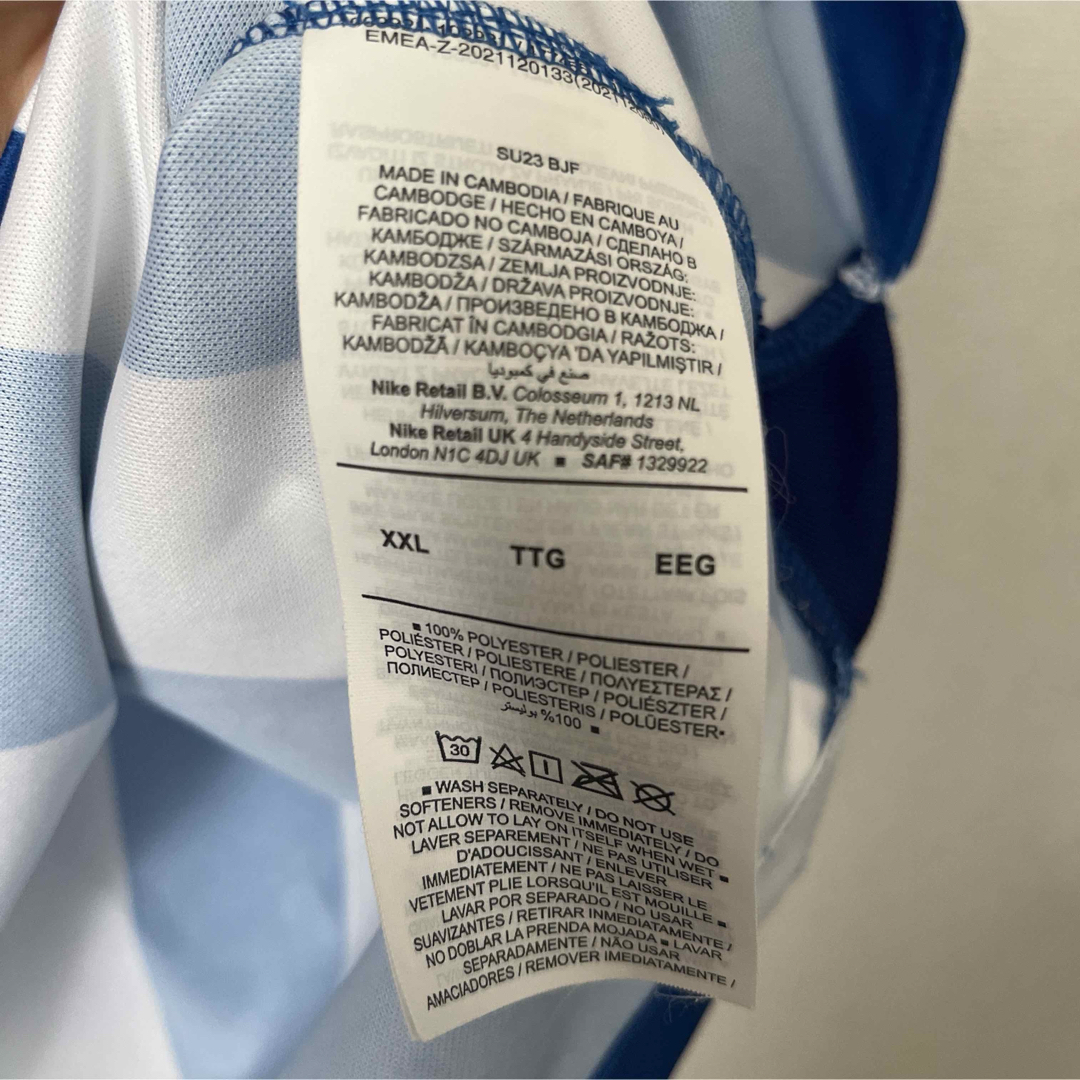 EMEA-Z-2021120133
SU23 BJF
MADE IN CAMBODIA / FABRIQUE AU
CAMBODGE / HECHO EN CAMBOYA /
FABRICADO NO CAMBOJA / СДЕЛАНО В
КАМБОДЖЕ / SZÁRMAZÁSI ORSZÁG:
KAMBODZSA / ZEMLJA PROIZVODNJE:
KAMBODŽA / DRŽAVA PROIZVODNJE:
KAMBODŽA / ПРОИЗВЕДЕНО В КАМБОДЖА /
FABRICAT ÎN CAMBODGIA / RAŽOTS:
KAMBODŽĀ / KAMBOÇYA 'DA YAPILMIŞTIR /
صنع في كمبوديا
Nike Retail B.V. Colosseum 1, 1213 NL
Hilversum, The Netherlands
Nike Retail UK 4 Handyside Street,
London N1C 4DJ UK ■ SAF# 1329922
XXL TTG EEG
■ 100% POLYESTER / POLIESTER /
POLIÉSTER / POLIESTERE / ΠΟΛΥΕΣΤΕΡΑΣ /
POLYESTERI / ПОЛИЭСТЕР / POLIÉSZTER /
ПОЛИЕСТЕР / POLIESTERIS / POLÜESTER▪
100% بوليستر ■
30
■ WASH SEPARATELY / DO NOT USE
SOFTENERS / REMOVE IMMEDIATELY / DO
NOT ALLOW TO LAY ON ITSELF WHEN WET ■
LAVER SEPAREMENT / NE PAS UTILISER
D'ADOUCISSANT / ENLEVER
IMMEDIATEMENT / NE PAS LAISSER LE
VETEMENT PLIE LORSQU'IL EST MOUILLE ■
LAVAR POR SEPARADO / NO USAR
SUAVIZANTES / RETIRAR INMEDIATAMENTE /
NO DOBLAR LA PRENDA MOJADA ■ LAVAR
SEPARADAMENTE / NÃO USAR
AMACIADORES / REMOVER IMEDIATAMENTE /